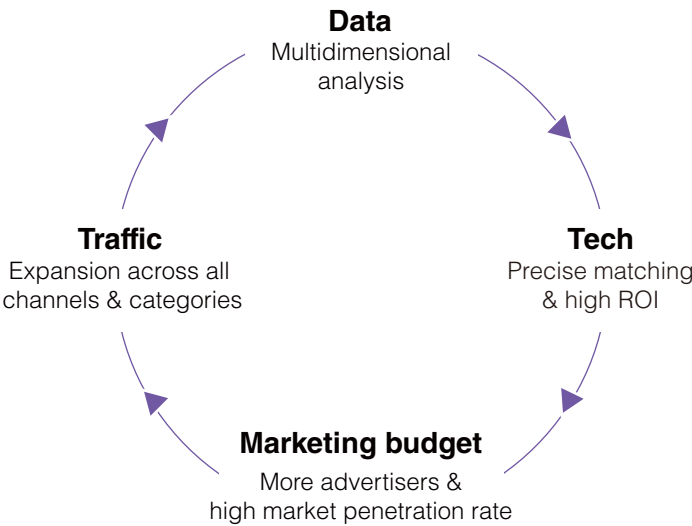 Data
Multidimensional
analysis
Traffic
Expansion across all
channels & categories
Tech
Precise matching
& high ROI
Marketing budget
More advertisers &
high market penetration rate